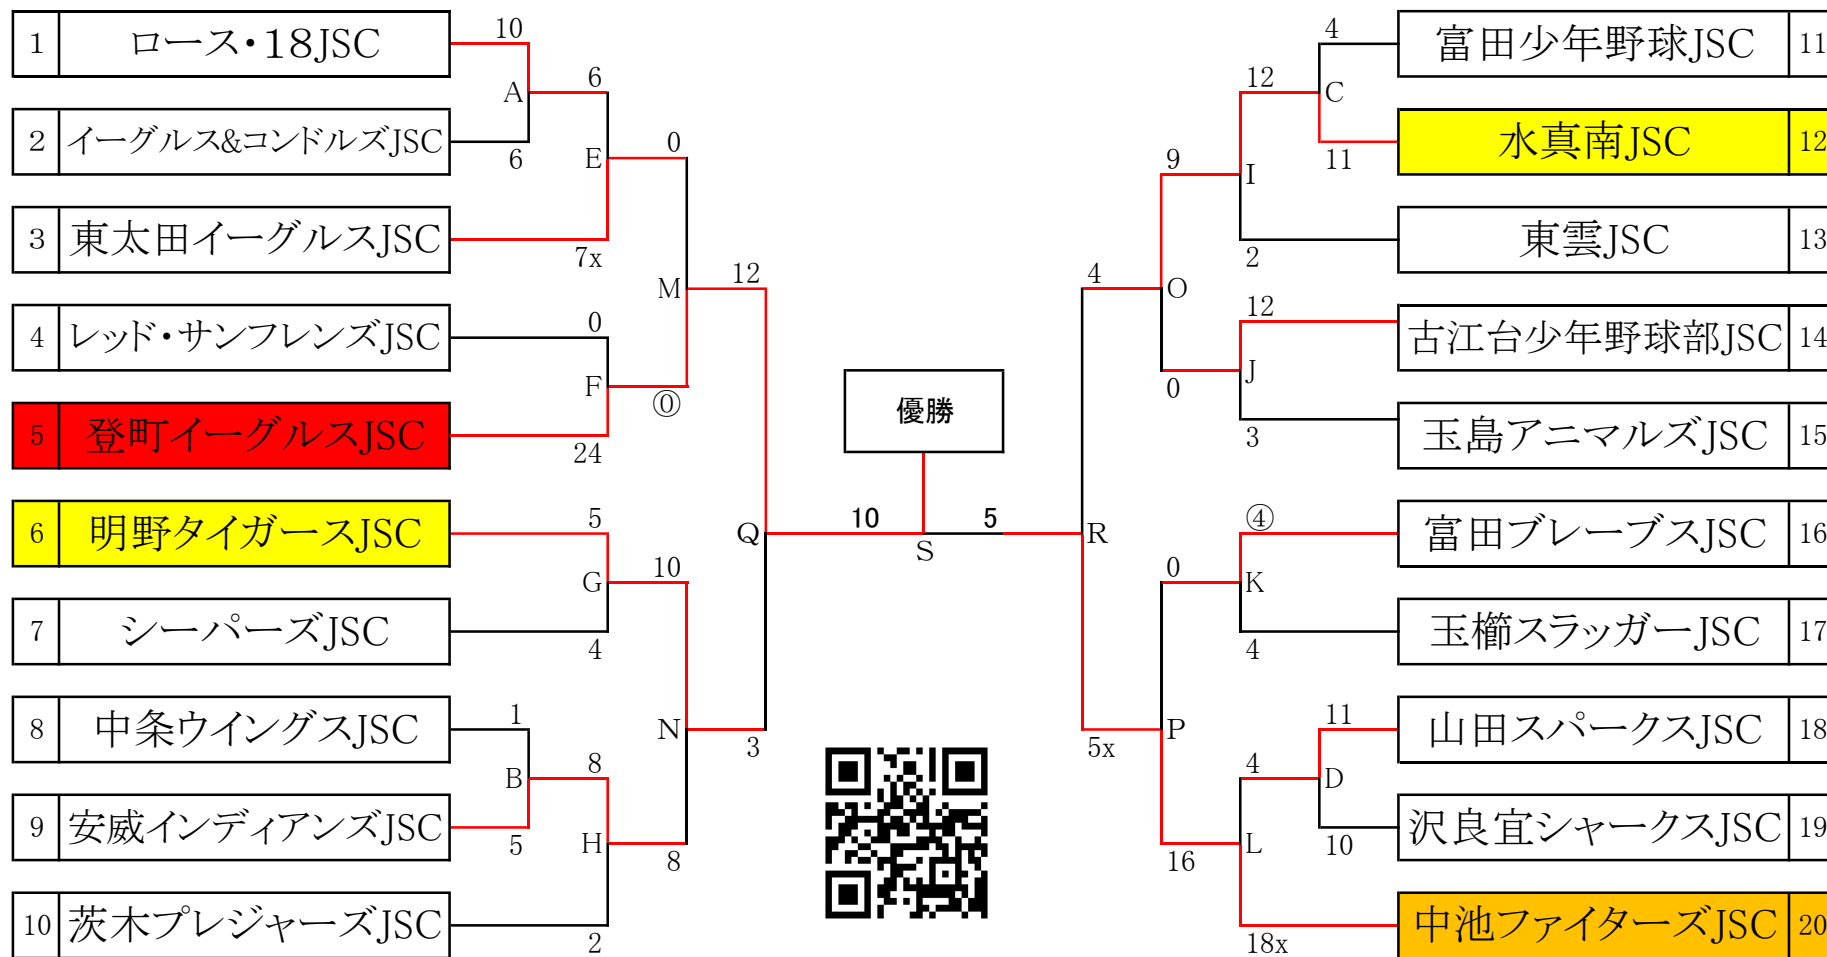 1 ロース・18JSC
2 イーグルス&コンドルズJSC
3 東太田イーグルスJSC
4 レッド・サンフレンズJSC
5 登町イーグルスJSC
6 明野タイガースJSC
7 シーパーズJSC
8 中条ウイングスJSC
9 安威インディアンズJSC
10 茨木プレジャーズJSC
10
A
6
6
E
7x
0
F
24
5
G
4
1
B
5
8
H
2
0
M
⓪
10
N
8
12
Q
3
優勝
10
S
5
4
R
5x
9
O
0
0
P
16
12
I
2
12
J
3
④
K
4
4
L
18x
4
C
11
11
D
10
富田少年野球JSC 11
水真南JSC 12
東雲JSC 13
古江台少年野球部JSC 14
玉島アニマルズJSC 15
富田ブレーブスJSC 16
玉櫛スラッガーJSC 17
山田スパークスJSC 18
沢良宜シャークスJSC 19
中池ファイターズJSC 20